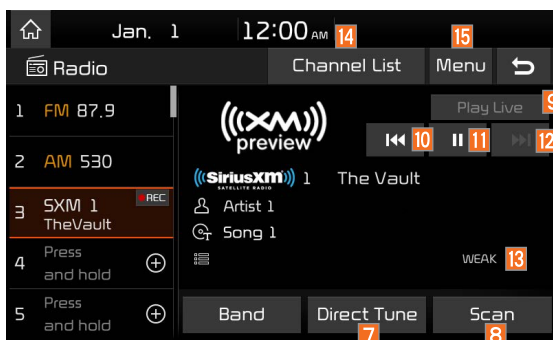 Jan. 1 12:00 AM 14 15
Radio Channel List Menu
1 FM 87.9
((XM)) preview
Play Live 9
10 11 12
2 AM 530
((SiriusXM)) SATELLITE RADIO 1 The Vault
3 SXM 1 TheVault REC
Artist 1
Song 1
4 Press and hold
WEAK 13
5 Press and hold
Band Direct Tune Scan
7 8